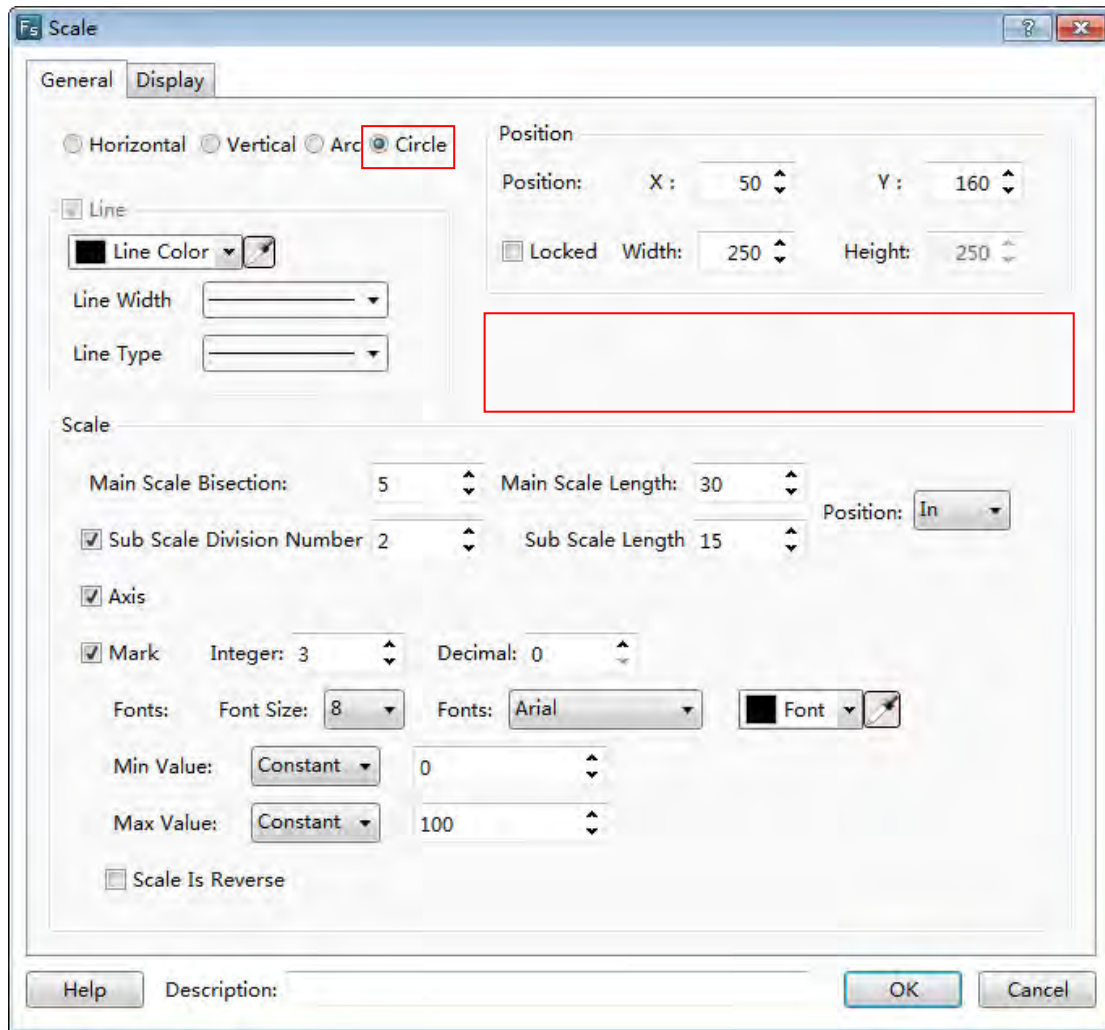 Fs Scale
General Display
Horizontal Vertical Arc Circle
Line
Line Color
Line Width
Line Type
Position
Position: X : 50 Y : 160
Locked Width: 250 Height: 250
Scale
Main Scale Bisection: 5 Main Scale Length: 30
Position: In
Sub Scale Division Number 2 Sub Scale Length 15
Axis
Mark Integer: 3 Decimal: 0
Fonts: Font Size: 8 Fonts: Arial Font
Min Value: Constant 0
Max Value: Constant 100
Scale Is Reverse
Help Description: OK Cancel